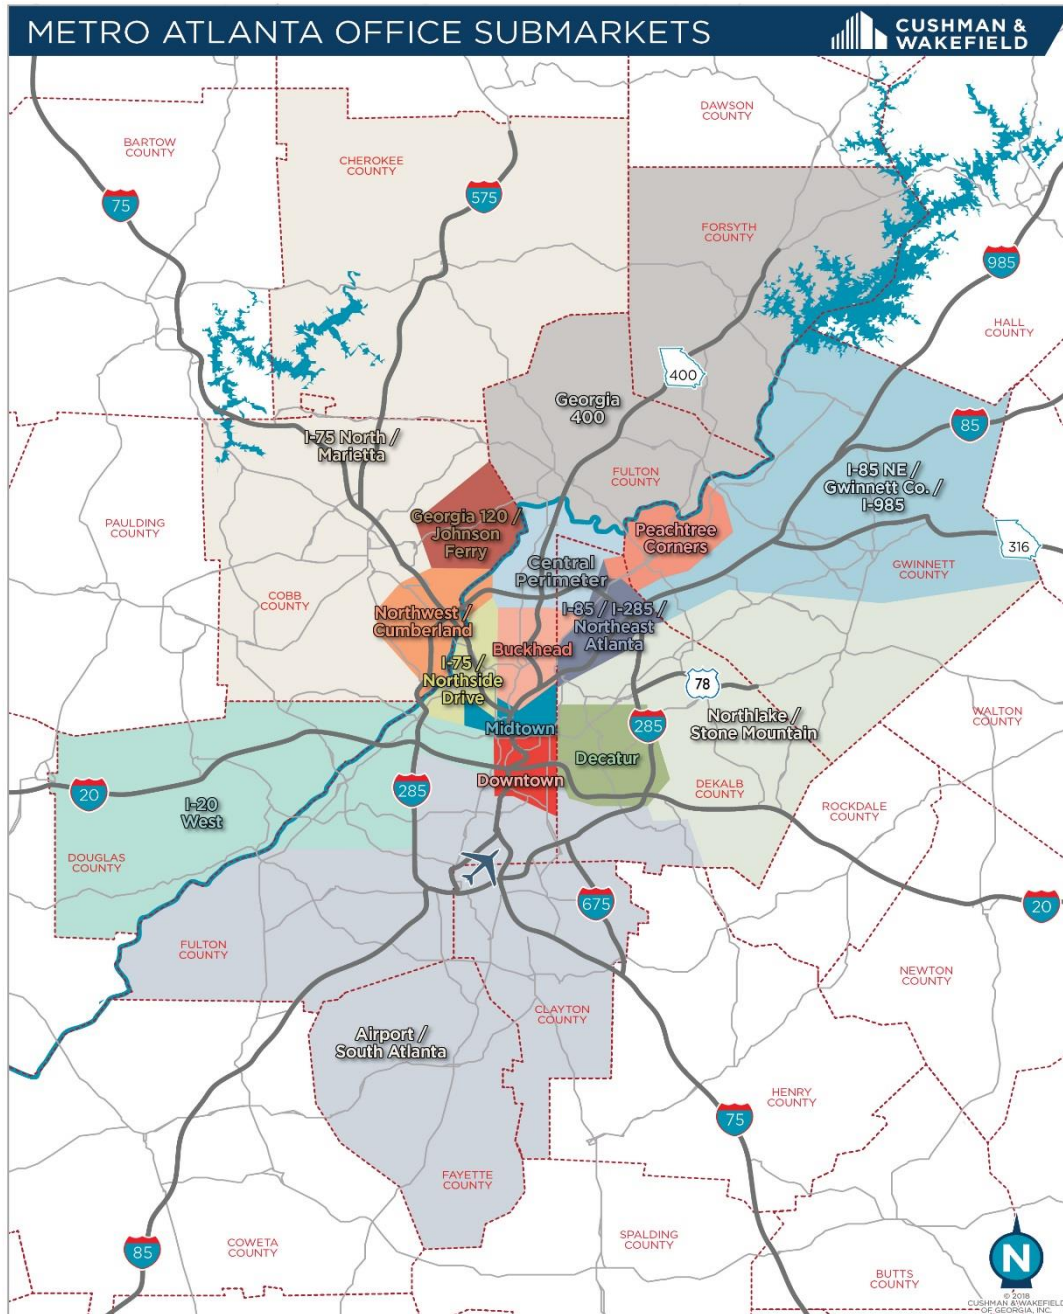 METRO ATLANTA OFFICE SUBMARKETS
CUSHMAN &
WAKEFIELD
DAWSON
COUNTY
BARTOW
COUNTY
CHEROKEE
COUNTY
575
75
FORSYTH
COUNTY
985
HALL
COUNTY
400
Georgia
400
85
I-75 North /
Marietta
FULTON
COUNTY
I-85 NE /
Gwinnett Co. /
I-985
PAULDING
COUNTY
Georgia 120 /
Johnson
Ferry
Peachtree
Corners
316
GWINNETT
COUNTY
Central
Perimeter
COBB
COUNTY
Northwest /
Cumberland
I-85 / I-285 /
Northeast
Atlanta
Buckhead
I-75 /
Northside
Drive
78
Northlake /
Stone Mountain
WALTON
COUNTY
Midtown
285
Decatur
Downtown
DEKALB
COUNTY
20
285
I-20
West
ROCKDALE
COUNTY
DOUGLAS
COUNTY
675
20
FULTON
COUNTY
NEWTON
COUNTY
CLAYTON
COUNTY
Airport /
South Atlanta
HENRY
COUNTY
75
FAYETTE
COUNTY
85
COWETA
COUNTY
SPALDING
COUNTY
N
BUTTS
COUNTY
© 2018
CUSHMAN & WAKEFIELD
OF GEORGIA, INC.